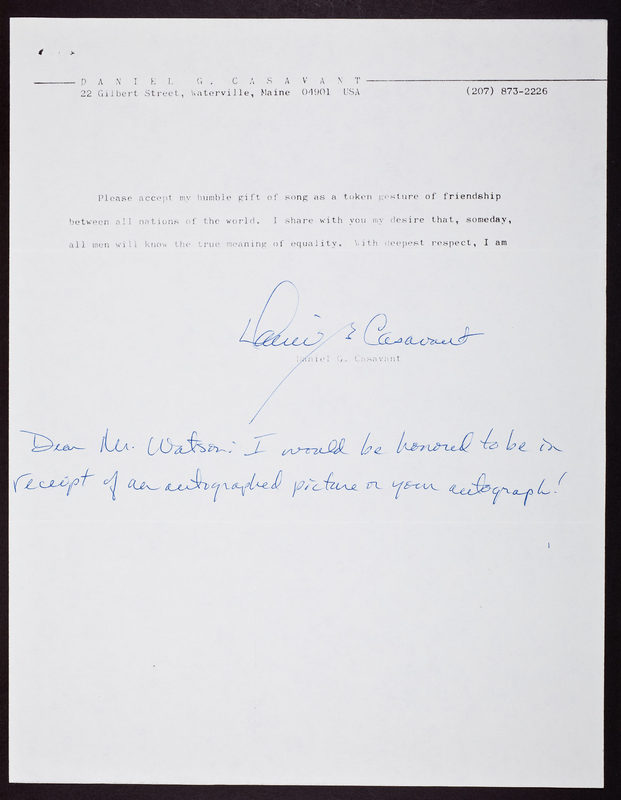 DANIEL G. CASAVANT
22 Gilbert Street, Waterville, Maine 04901 USA (207) 873-2226
Please accept my humble gift of song as a token gesture of friendship
between all nations of the world. I share with you my desire that, someday,
all men will know the true meaning of equality. With deepest respect, I am
Daniel G Casavant
Daniel G. Casavant
Dear Mr. Watson: I would be honored to be in
receipt of an autographed picture or your autograph!